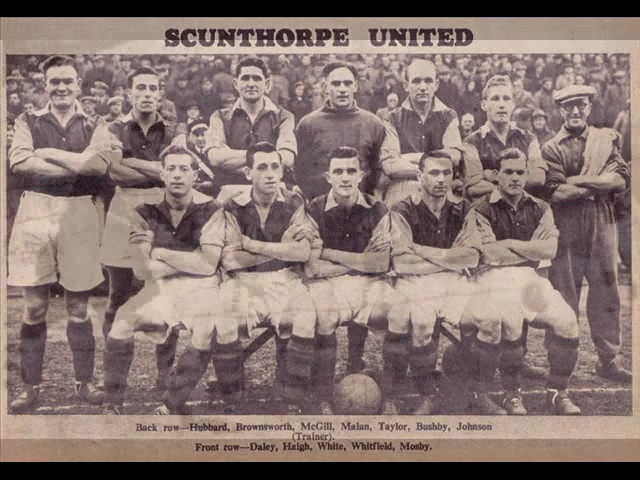 SCUNTHORPE UNITED
Back row—Hubbard, Brownsworth, McGill, Malan, Taylor, Bushby, Johnson
(Trainer).
Front row—Daley, Haigh, White, Whitfield, Mosby.